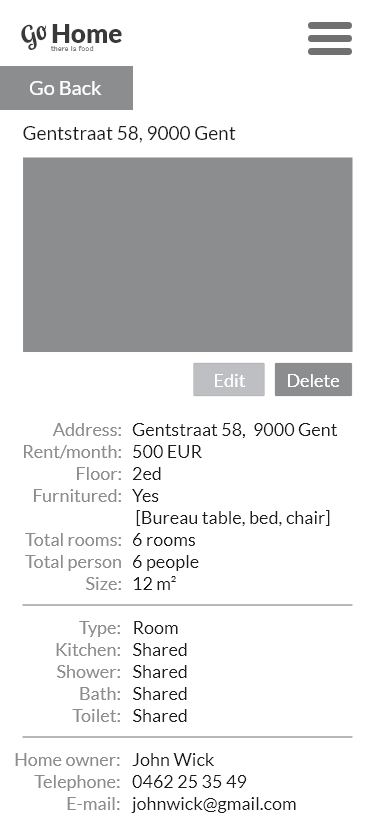 Go Home
there is food
Go Back
Gentstraat 58, 9000 Gent
Edit Delete
Address: Gentstraat 58, 9000 Gent
Rent/month: 500 EUR
Floor: 2ed
Furnitured: Yes
[Bureau table, bed, chair]
Total rooms: 6 rooms
Total person 6 people
Size: 12 m²
Type: Room
Kitchen: Shared
Shower: Shared
Bath: Shared
Toilet: Shared
Home owner: John Wick
Telephone: 0462 25 35 49
E-mail: johnwick@gmail.com